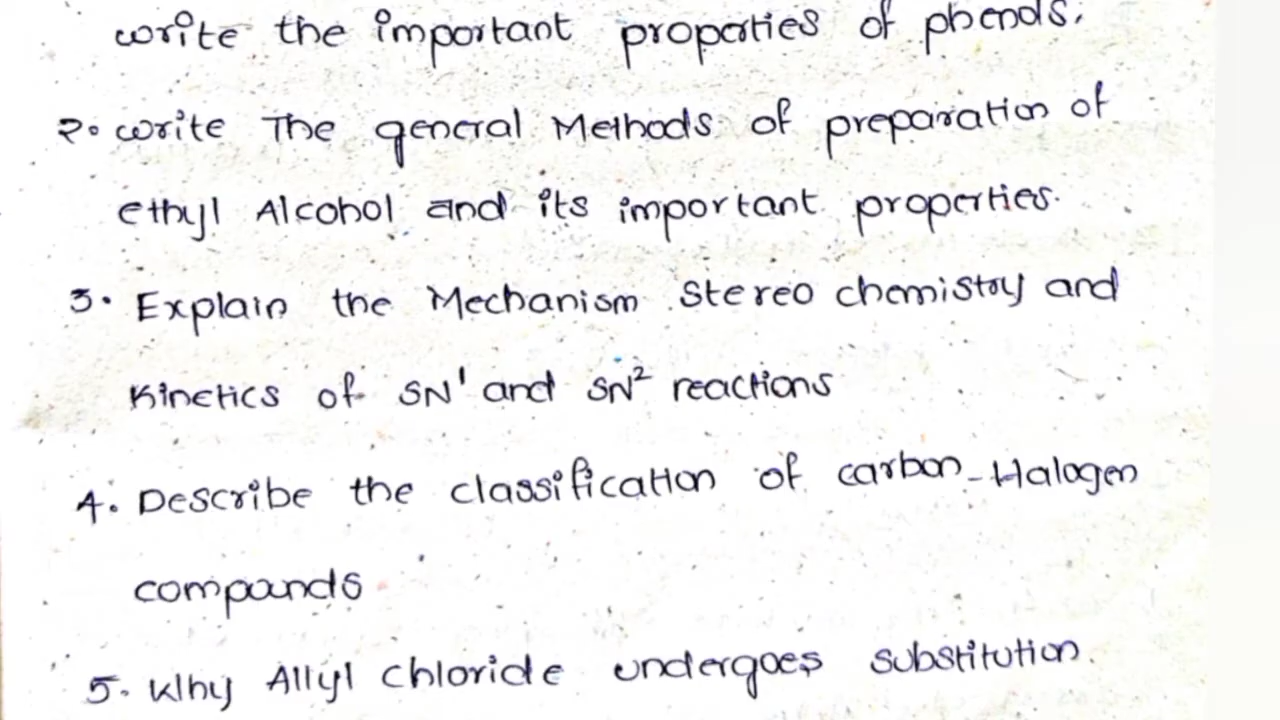 write the important properties of phenols.
2. write The general Methods of preparation of
ethyl Alcohol and its important properties.
3. Explain the Mechanism Stereo chemistry and
Kinetics of SN¹ and SN² reactions
4. Describe the classification of carbon-Halogen
compounds
5. Why Allyl chloride undergoes substitution